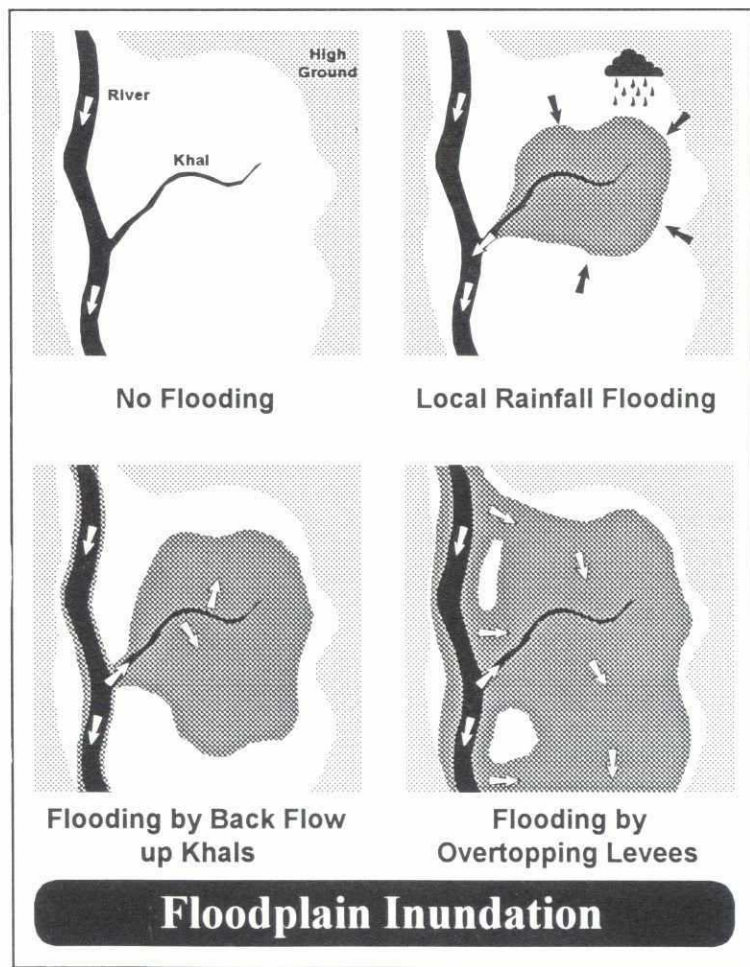 High
Ground
River
Khal
No Flooding
Local Rainfall Flooding
Flooding by Back Flow
up Khals
Flooding by
Overtopping Levees
Floodplain Inundation